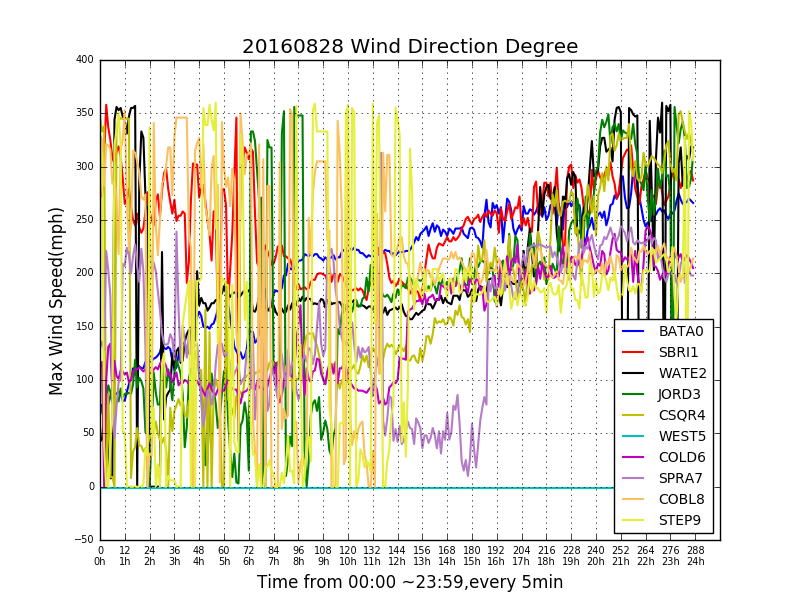 20160828 Wind Direction Degree
Max Wind Speed(mph)
400
350
300
250
200
150
100
50
0
−50
BATA0
SBRI1
WATE2
JORD3
CSQR4
WEST5
COLD6
SPRA7
COBL8
STEP9
0 12 24 36 48 60 72 84 96 108 120 132 144 156 168 180 192 204 216 228 240 252 264 276 288
0h 1h 2h 3h 4h 5h 6h 7h 8h 9h 10h 11h 12h 13h 14h 15h 16h 17h 18h 19h 20h 21h 22h 23h 24h
Time from 00:00 ~23:59,every 5min